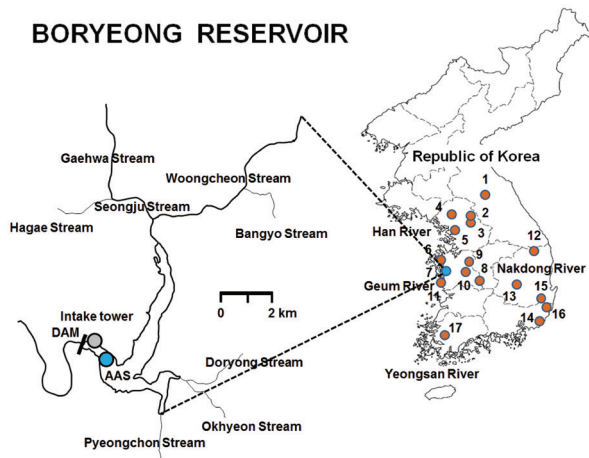 BORYEONG RESERVOIR
Gaehwa Stream
Woongcheon Stream
Seongju Stream
Hagae Stream
Bangyo Stream
Intake tower
DAM
AAS
0
2 km
Doryong Stream
Okhyeon Stream
Pyeongchon Stream
Republic of Korea
1
4
2
Han River
3
5
12
6
9
7
8
Nakdong River
Geum River
10
11
13
15
14
16
17
Yeongsan River